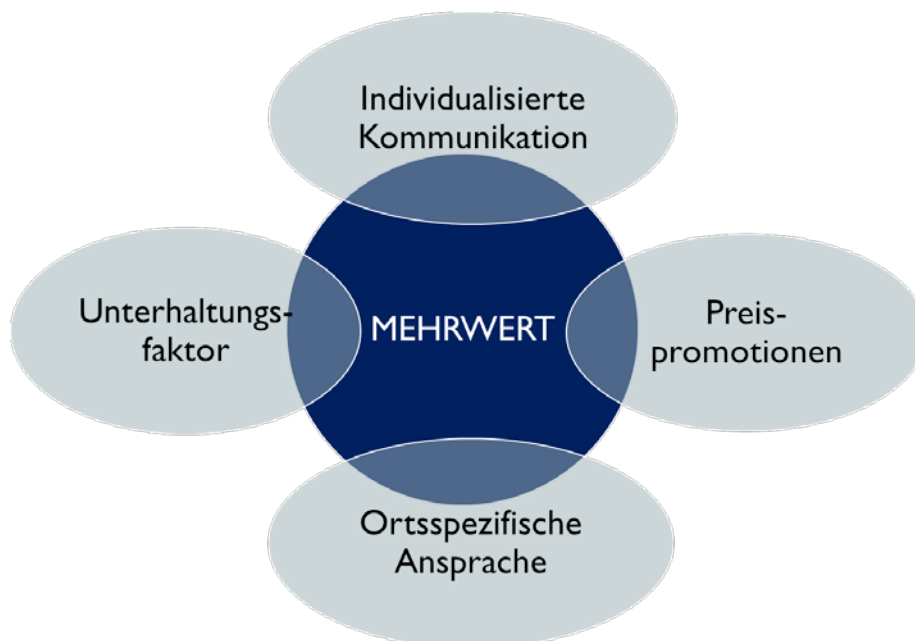 Individualisierte
Kommunikation
Unterhaltungs-
faktor
MEHRWERT
Preis-
promotionen
Ortsspezifische
Ansprache